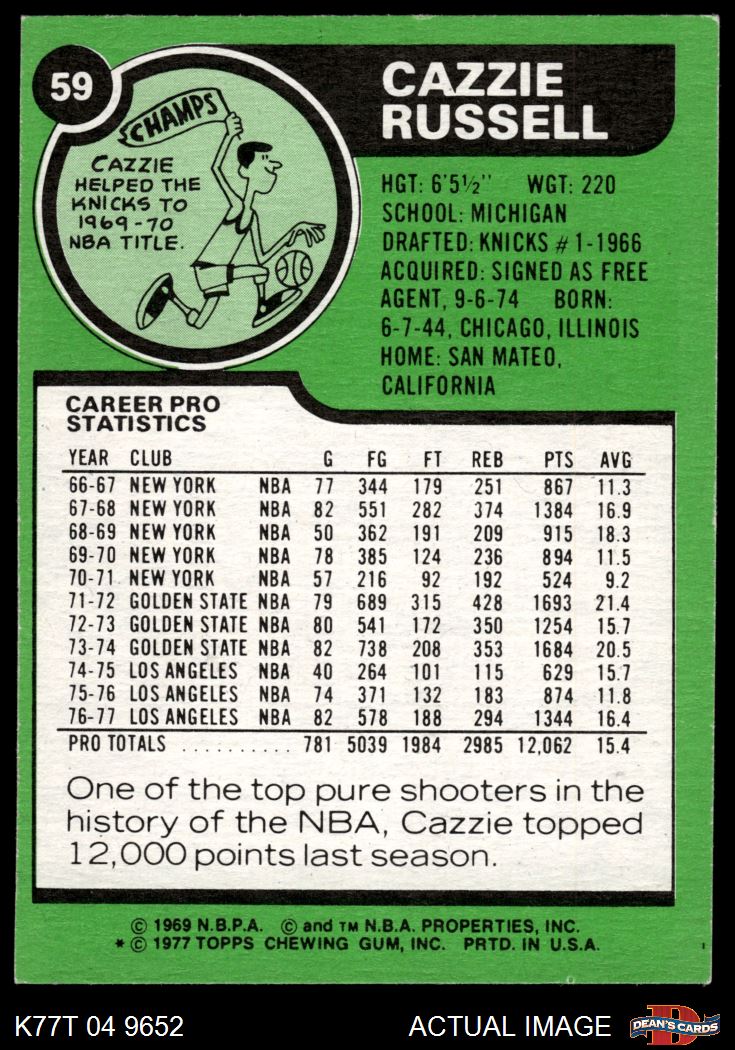 59
CHAMPS
CAZZIE
HELPED THE
KNICKS TO
1969-70
NBA TITLE.
CAZZIE
RUSSELL
HGT: 6'5½" WGT: 220
SCHOOL: MICHIGAN
DRAFTED: KNICKS #1-1966
ACQUIRED: SIGNED AS FREE
AGENT, 9-6-74 BORN:
6-7-44, CHICAGO, ILLINOIS
HOME: SAN MATEO,
CALIFORNIA
CAREER PRO
STATISTICS
YEAR CLUB G FG FT REB PTS AVG
66-67 NEW YORK NBA 77 344 179 251 867 11.3
67-68 NEW YORK NBA 82 551 282 374 1384 16.9
68-69 NEW YORK NBA 50 362 191 209 915 18.3
69-70 NEW YORK NBA 78 385 124 236 894 11.5
70-71 NEW YORK NBA 57 216 92 192 524 9.2
71-72 GOLDEN STATE NBA 79 689 315 428 1693 21.4
72-73 GOLDEN STATE NBA 80 541 172 350 1254 15.7
73-74 GOLDEN STATE NBA 82 738 208 353 1684 20.5
74-75 LOS ANGELES NBA 40 264 101 115 629 15.7
75-76 LOS ANGELES NBA 74 371 132 183 874 11.8
76-77 LOS ANGELES NBA 82 578 188 294 1344 16.4
PRO TOTALS .......... 781 5039 1984 2985 12,062 15.4
One of the top pure shooters in the
history of the NBA, Cazzie topped
12,000 points last season.
© 1969 N.B.P.A. © and TM N.B.A. PROPERTIES, INC.
* © 1977 TOPPS CHEWING GUM, INC. PRTD. IN U.S.A.
K77T 04 9652 ACTUAL IMAGE
D
DEAN'S CARDS